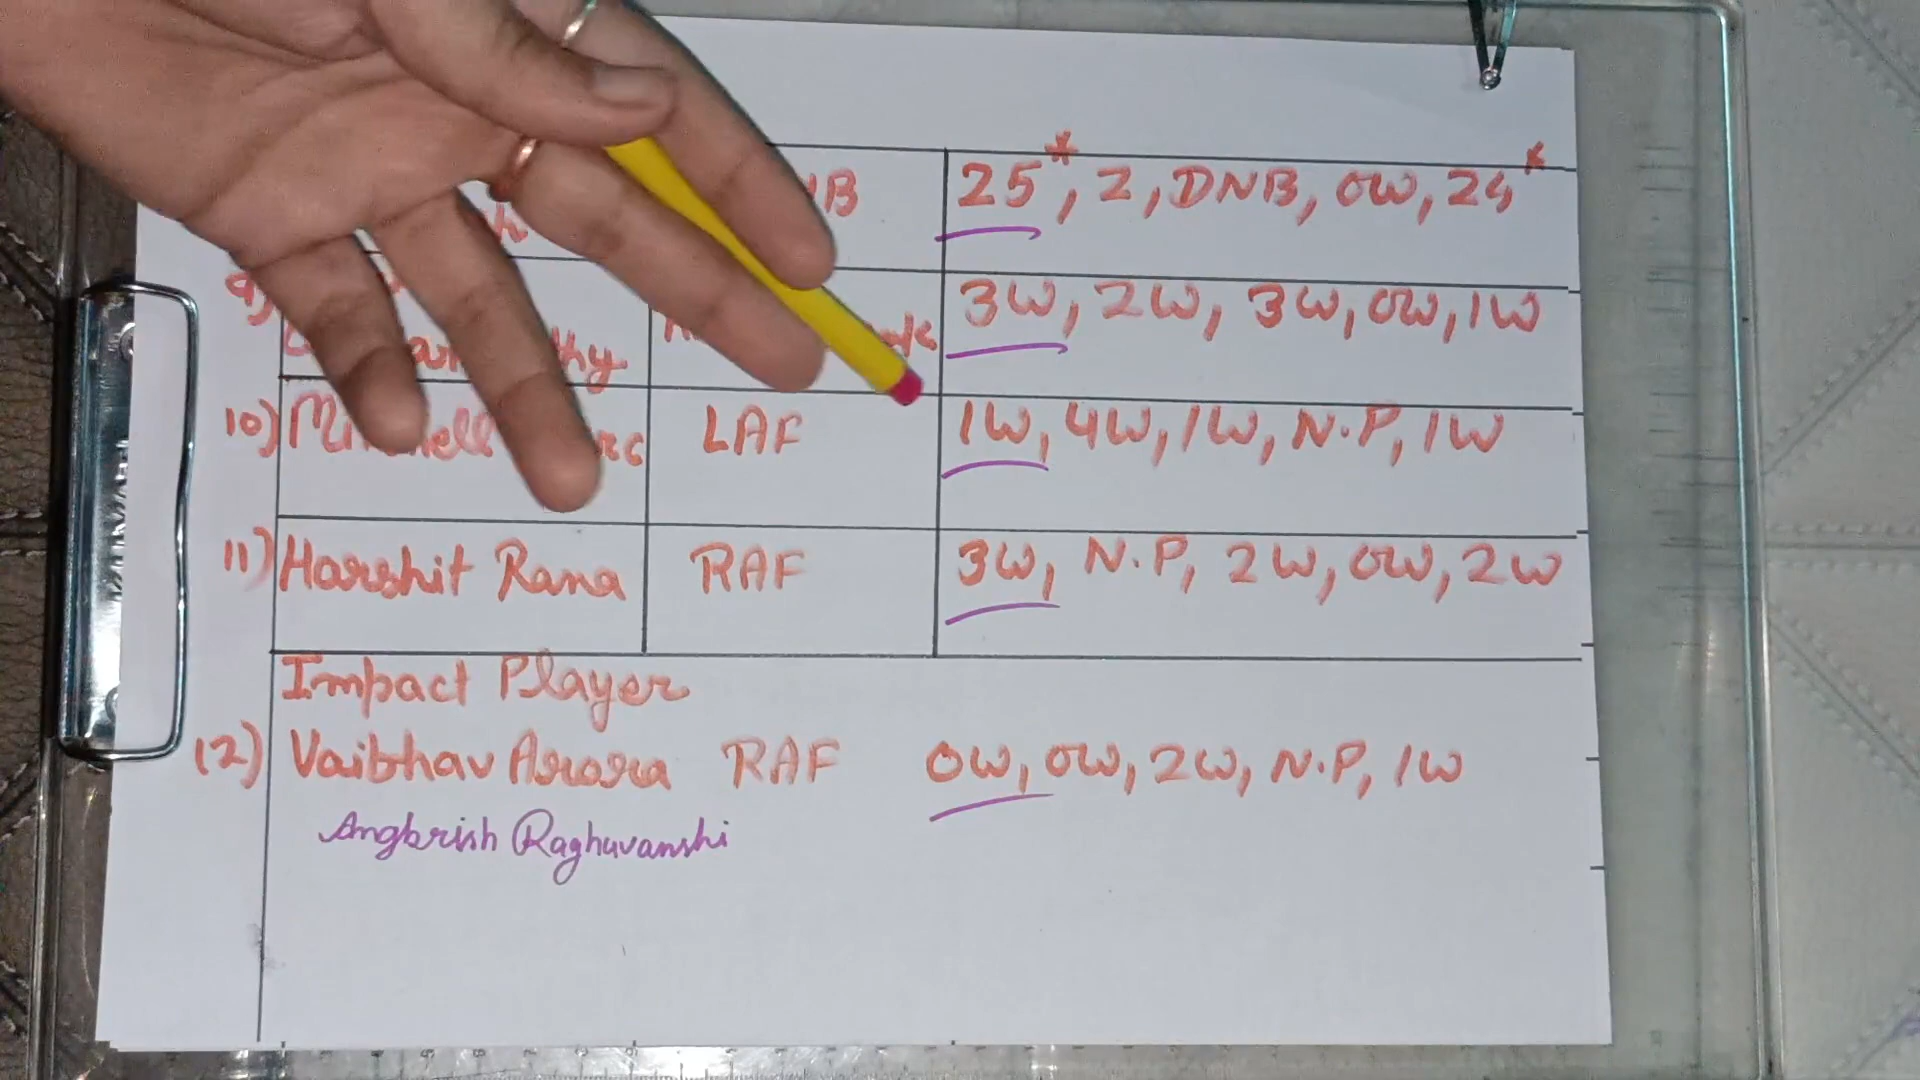 25*, 2, DNB, 0W, 24*
9)
3W, 2W, 3W, 0W, 1W
10) LAF 1W, 4W, 1W, N.P, 1W
11) Harshit Rana RAF 3W, N.P, 2W, 0W, 2W
Impact Player
12) Vaibhav Arora RAF 0W, 0W, 2W, N.P, 1W
Angkrish Raghuvanshi